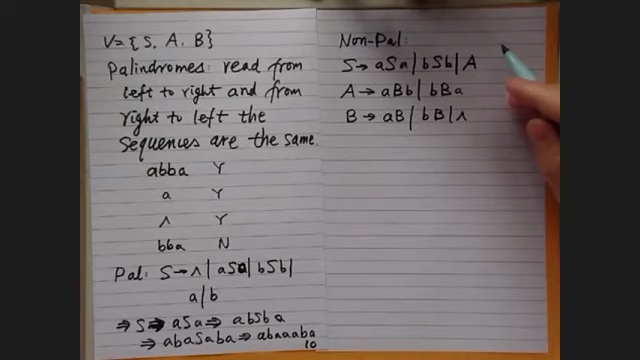 V = {S, A, B}
Palindromes: read from
left to right and from
right to left the
sequences are the same.
abba Y
a Y
Λ Y
bba N
Pal: S → Λ | aSa | bSb |
a | b
⇒ S ⇒ aSa ⇒ abSba
⇒ abaSaba ⇒ abaaaba
10
Non-Pal:
S → aSa | bSb | A
A → aBb | bBa
B → aB | bB | Λ